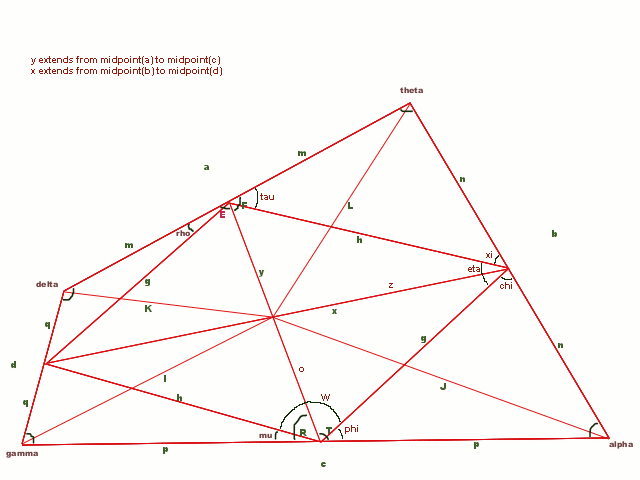 y extends from midpoint(a) to midpoint(c)
x extends from midpoint(b) to midpoint(d)
theta
m
a
n
tau
F
E
L
rho
b
h
m
xi
y
eta
delta
g
z
chi
K
x
q
o
g
n
d
l
J
q
h
W
R
T
phi
mu
p
p
alpha
gamma
c